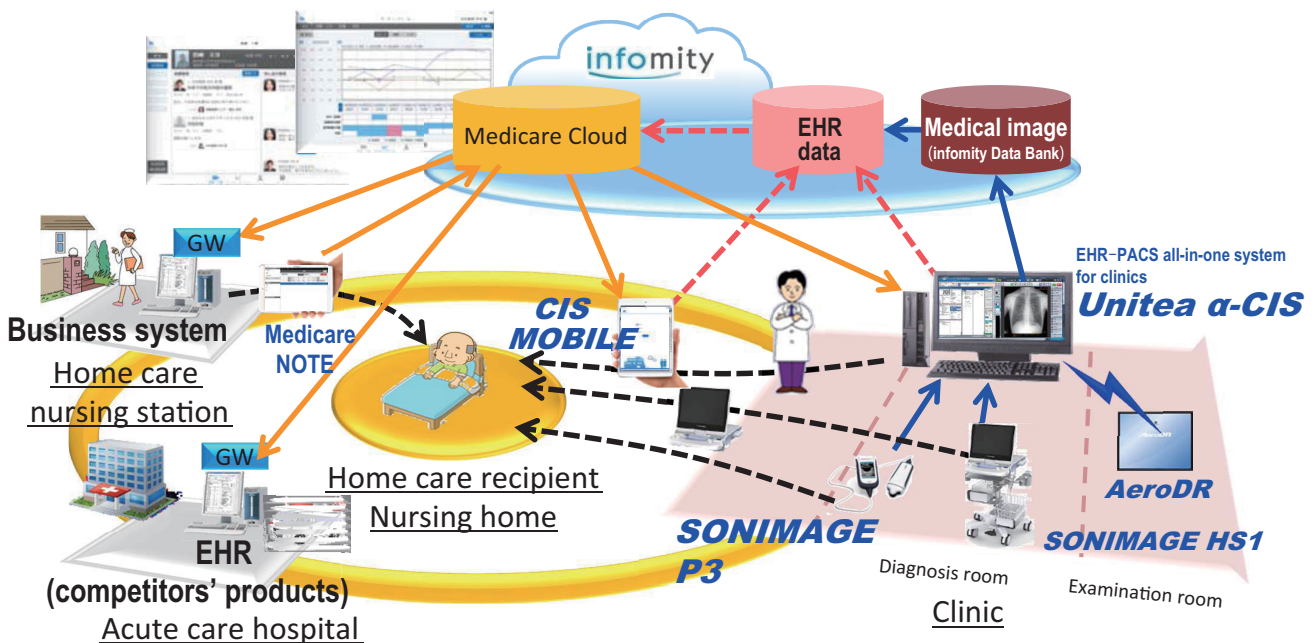 infomity
Medicare Cloud
EHR
data
Medical image
(infomity Data Bank)
GW
EHR-PACS all-in-one system
for clinics
Unitea α-CIS
CIS
MOBILE
Business system
Medicare
NOTE
Home care
nursing station
AeroDR
AeroDR
GW
Home care recipient
Nursing home
SONIMAGE
P3
SONIMAGE HS1
EHR
(competitors' products)
Acute care hospital
Diagnosis room
Examination room
Clinic